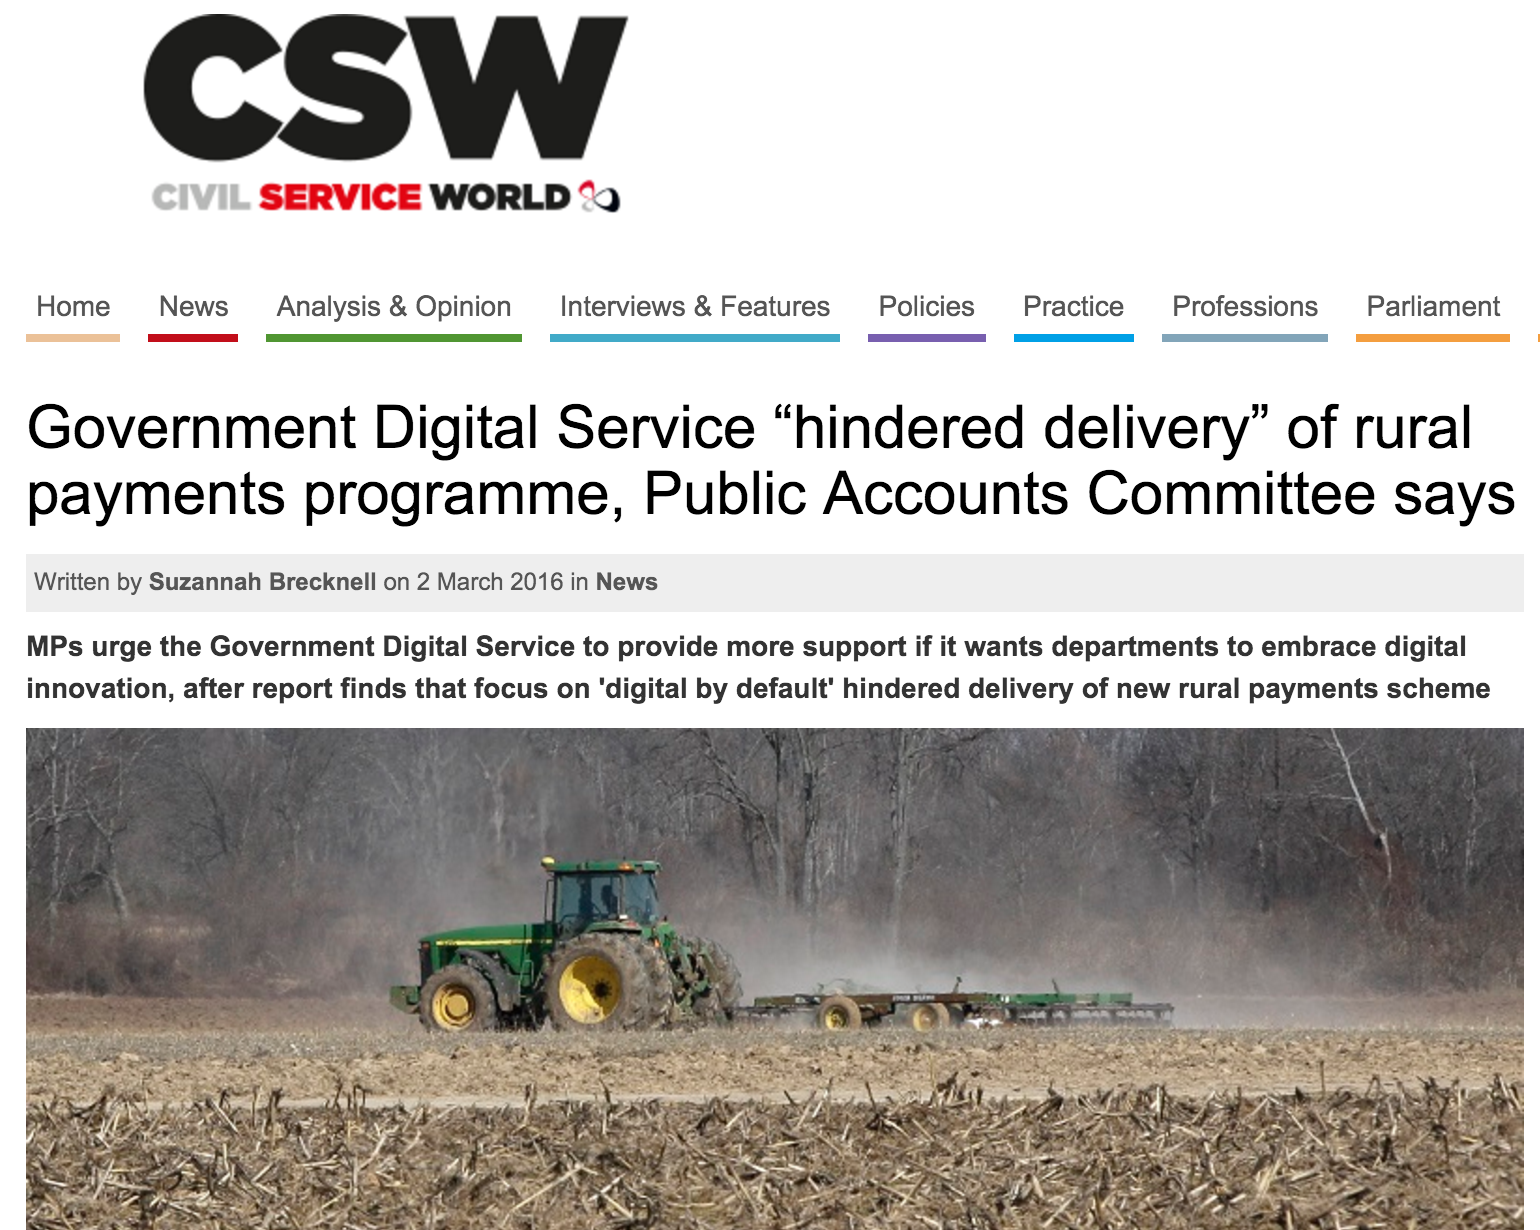 CSW
CIVIL SERVICE WORLD
Home News Analysis & Opinion Interviews & Features Policies Practice Professions Parliament
Government Digital Service “hindered delivery” of rural
payments programme, Public Accounts Committee says
Written by Suzannah Brecknell on 2 March 2016 in News
MPs urge the Government Digital Service to provide more support if it wants departments to embrace digital
innovation, after report finds that focus on 'digital by default' hindered delivery of new rural payments scheme